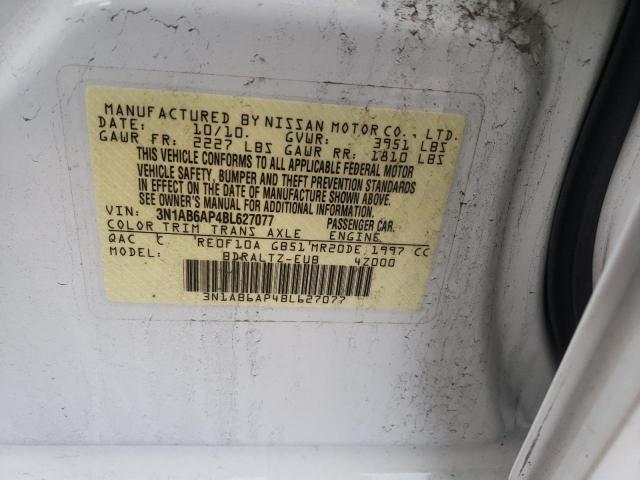 MANUFACTURED BY NISSAN MOTOR CO., LTD.
DATE: 10/10. GVWR: 3951 LBS
GAWR FR: 2227 LBS GAWR RR: 1810 LBS
THIS VEHICLE CONFORMS TO ALL APPLICABLE FEDERAL MOTOR
VEHICLE SAFETY, BUMPER AND THEFT PREVENTION STANDARDS
IN EFFECT ON THE DATE OF MANUFACTURE SHOWN ABOVE.
SEE OWNER'S MANUAL FOR ADDITIONAL INFORMATION.
VIN: 3N1AB6AP4BL627077 PASSENGER CAR.
COLOR TRIM TRANS AXLE ENGINE
QAC C RE0F10A GB51 MR20DE 1997 CC
MODEL: BDRALTZ-EUB 4Z000
3N1AB6AP4BL627077